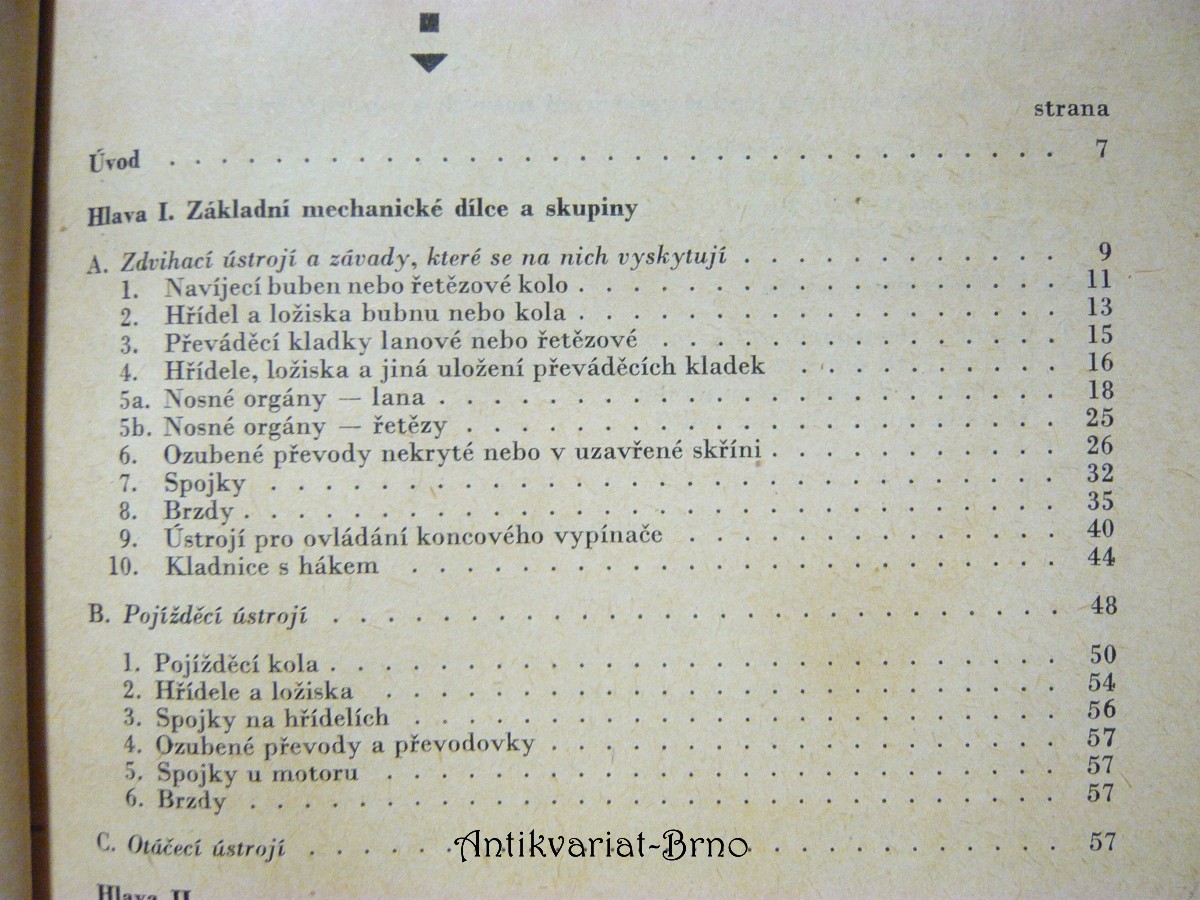 strana
Úvod . . . . . . . . . . . . . . . . . . . . . . . . . . . . . . . . . . 7
Hlava I. Základní mechanické dílce a skupiny
A. Zdvihací ústrojí a závady, které se na nich vyskytují . . . . . . . . . . . . 9
1. Navíjecí buben nebo řetězové kolo . . . . . . . . . . . . . . . . . . 11
2. Hřídel a ložiska bubnu nebo kola . . . . . . . . . . . . . . . . . . 13
3. Převáděcí kladky lanové nebo řetězové . . . . . . . . . . . . . . . 15
4. Hřídele, ložiska a jiná uložení převáděcích kladek . . . . . . . . . . 16
5a. Nosné orgány — lana . . . . . . . . . . . . . . . . . . . . . . . 18
5b. Nosné orgány — řetězy . . . . . . . . . . . . . . . . . . . . . . 25
6. Ozubené převody nekryté nebo v uzavřené skříni . . . . . . . . . . . 26
7. Spojky . . . . . . . . . . . . . . . . . . . . . . . . . . . . . . 32
8. Brzdy . . . . . . . . . . . . . . . . . . . . . . . . . . . . . . 35
9. Ústrojí pro ovládání koncového vypínače . . . . . . . . . . . . . . 40
10. Kladnice s hákem . . . . . . . . . . . . . . . . . . . . . . . . 44
B. Pojížděcí ústrojí . . . . . . . . . . . . . . . . . . . . . . . . . . . 48
1. Pojížděcí kola . . . . . . . . . . . . . . . . . . . . . . . . . . . 50
2. Hřídele a ložiska . . . . . . . . . . . . . . . . . . . . . . . . . 54
3. Spojky na hřídelích . . . . . . . . . . . . . . . . . . . . . . . . 56
4. Ozubené převody a převodovky . . . . . . . . . . . . . . . . . . . 57
5. Spojky u motoru . . . . . . . . . . . . . . . . . . . . . . . . . 57
6. Brzdy . . . . . . . . . . . . . . . . . . . . . . . . . . . . . . 57
C. Otáčecí ústrojí . . . . . . . . . . . . . . . . . . . . . . . . . . . . 57
Antikvariat-Brno
Hlava II